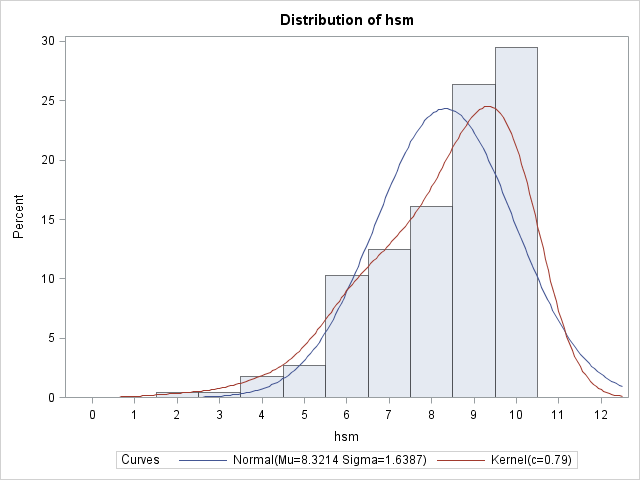 Distribution of hsm
30
25
20
15
10
5
0
Percent
0 1 2 3 4 5 6 7 8 9 10 11 12
hsm
Curves Normal(Mu=8.3214 Sigma=1.6387) Kernel(c=0.79)